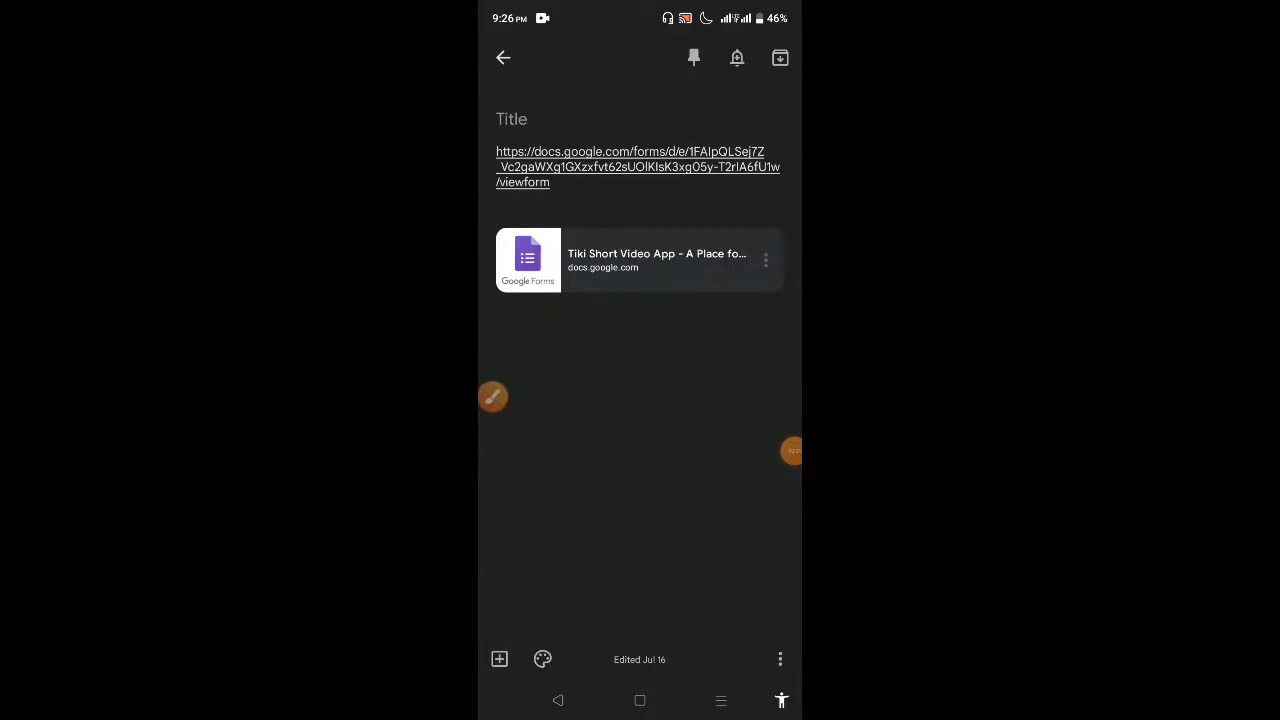 9:26 PM
46%
Title
https://docs.google.com/forms/d/e/1FAIpQLSej7Z
_Vc2gaWXg1GXzxfvt62sUOlKIsK3xg05y-T2rIA6fU1w
/viewform
Tiki Short Video App - A Place fo...
docs.google.com
Google Forms
Edited Jul 16